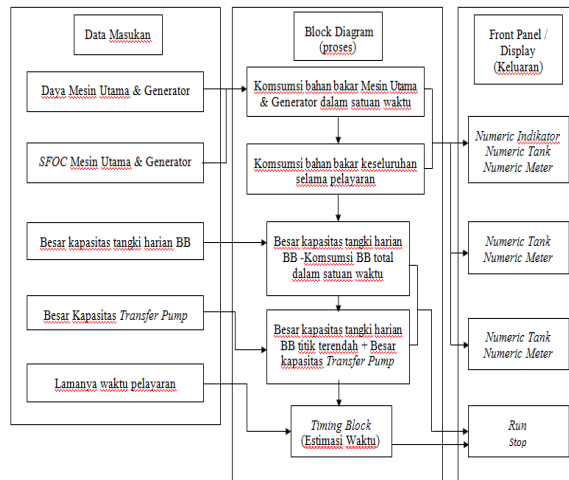 Data Masukan
Daya Mesin Utama & Generator
SFOC Mesin Utama & Generator
Besar kapasitas tangki harian BB
Besar Kapasitas Transfer Pump
Lamanya waktu pelayaran
Block Diagram
(proses)
Komsumsi bahan bakar Mesin Utama
& Generator dalam satuan waktu
Komsumsi bahan bakar keseluruhan
selama pelayaran
Besar kapasitas tangki harian
BB -Komsumsi BB total
dalam satuan waktu
Besar kapasitas tangki harian
BB titik terendah + Besar
kapasitas Transfer Pump
Timing Block
(Estimasi Waktu)
Front Panel /
Display
(Keluaran)
Numeric Indikator
Numeric Tank
Numeric Meter
Numeric Tank
Numeric Meter
Numeric Tank
Numeric Meter
Run
Stop